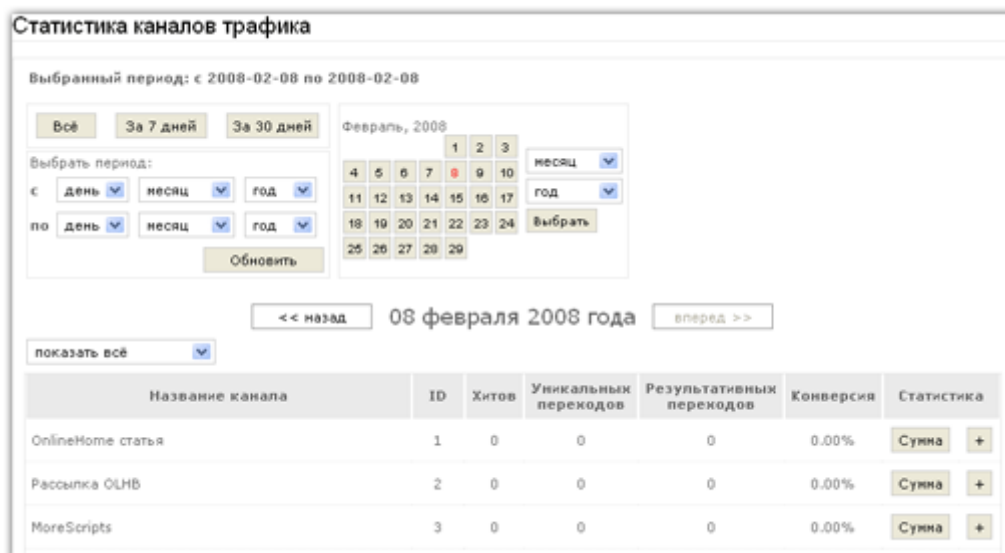 Статистика каналов трафика
Выбранный период: с 2008-02-08 по 2008-02-08
Всё За 7 дней За 30 дней
Выбрать период:
с день месяц год
по день месяц год
Обновить
Февраль, 2008
1 2 3
4 5 6 7 8 9 10
11 12 13 14 15 16 17
18 19 20 21 22 23 24
25 26 27 28 29
месяц
год
Выбрать
<< назад 08 февраля 2008 года вперед >>
показать всё
Название канала ID Хитов Уникальных переходов Результативных переходов Конверсия Статистика
OnlineHome статья 1 0 0 0 0.00% Сумма +
Рассылка OLHB 2 0 0 0 0.00% Сумма +
MoreScripts 3 0 0 0 0.00% Сумма +